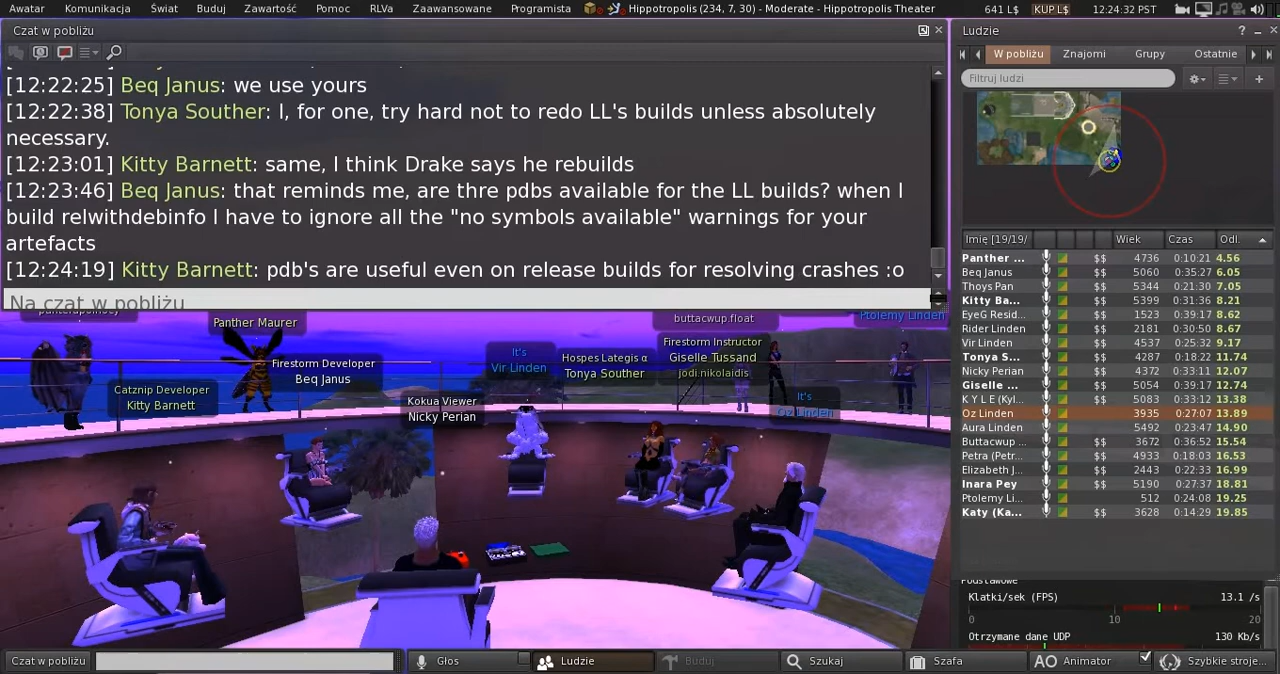 Awatar Komunikacja Świat Buduj Zawartość Pomoc RLVa Zaawansowane Programista Hippotropolis (234, 7, 30) - Moderate - Hippotropolis Theater 641 L$ KUP L$ 12:24:32 PST
Czat w pobliżu
[12:22:25] Beq Janus: we use yours
[12:22:38] Tonya Souther: I, for one, try hard not to redo LL's builds unless absolutely
necessary.
[12:23:01] Kitty Barnett: same, I think Drake says he rebuilds
[12:23:46] Beq Janus: that reminds me, are thre pdbs available for the LL builds? when I
build relwithdebinfo I have to ignore all the "no symbols available" warnings for your
artefacts
[12:24:19] Kitty Barnett: pdb's are useful even on release builds for resolving crashes :o
Na czat w pobliżu
Panther Maurer
Firestorm Developer
Beq Janus
Catznip Developer
Kitty Barnett
Kokua Viewer
Nicky Perian
It's
Vir Linden
Hospes Lategis α
Tonya Souther
buttacwup.float
Firestorm Instructor
Giselle Tussand
jodi.nikolaidis
It's
Oz Linden
Ptolemy Linden
Ludzie
W pobliżu Znajomi Grupy Ostatnie
Filtruj ludzi
Imię [19/19/ Wiek Czas Odl.
Panther ... $$ 4736 0:10:21 4.56
Beq Janus $$ 5060 0:35:27 6.05
Thoys Pan $$ 5344 0:21:30 7.05
Kitty Ba... $$ 5399 0:31:36 8.21
EyeG Resid... $$ 1523 0:39:17 8.62
Rider Linden $$ 2181 0:30:50 8.67
Vir Linden $$ 4537 0:25:32 9.17
Tonya S... $$ 4287 0:18:22 11.74
Nicky Perian $$ 4372 0:33:11 12.07
Giselle ... $$ 5054 0:39:17 12.74
K Y L E (Kyl... $$ 5083 0:33:12 13.38
Oz Linden 3935 0:27:07 13.89
Aura Linden 5492 0:23:47 14.90
Buttacwup ... $$ 3672 0:36:52 15.54
Petra (Petr... $$ 4933 0:18:03 16.53
Elizabeth J... $$ 2443 0:22:33 16.99
Inara Pey $$ 5190 0:27:37 18.81
Ptolemy Li... 512 0:24:08 19.25
Katy (Ka... $$ 3628 0:14:29 19.85
Podstawowe
Klatki/sek (FPS) 13.1 /s
0 10 20
Otrzymane dane UDP 130 Kb/s
Czat w pobliżu Głos Ludzie Buduj Szukaj Szafa AO Animator Szybkie stroje...